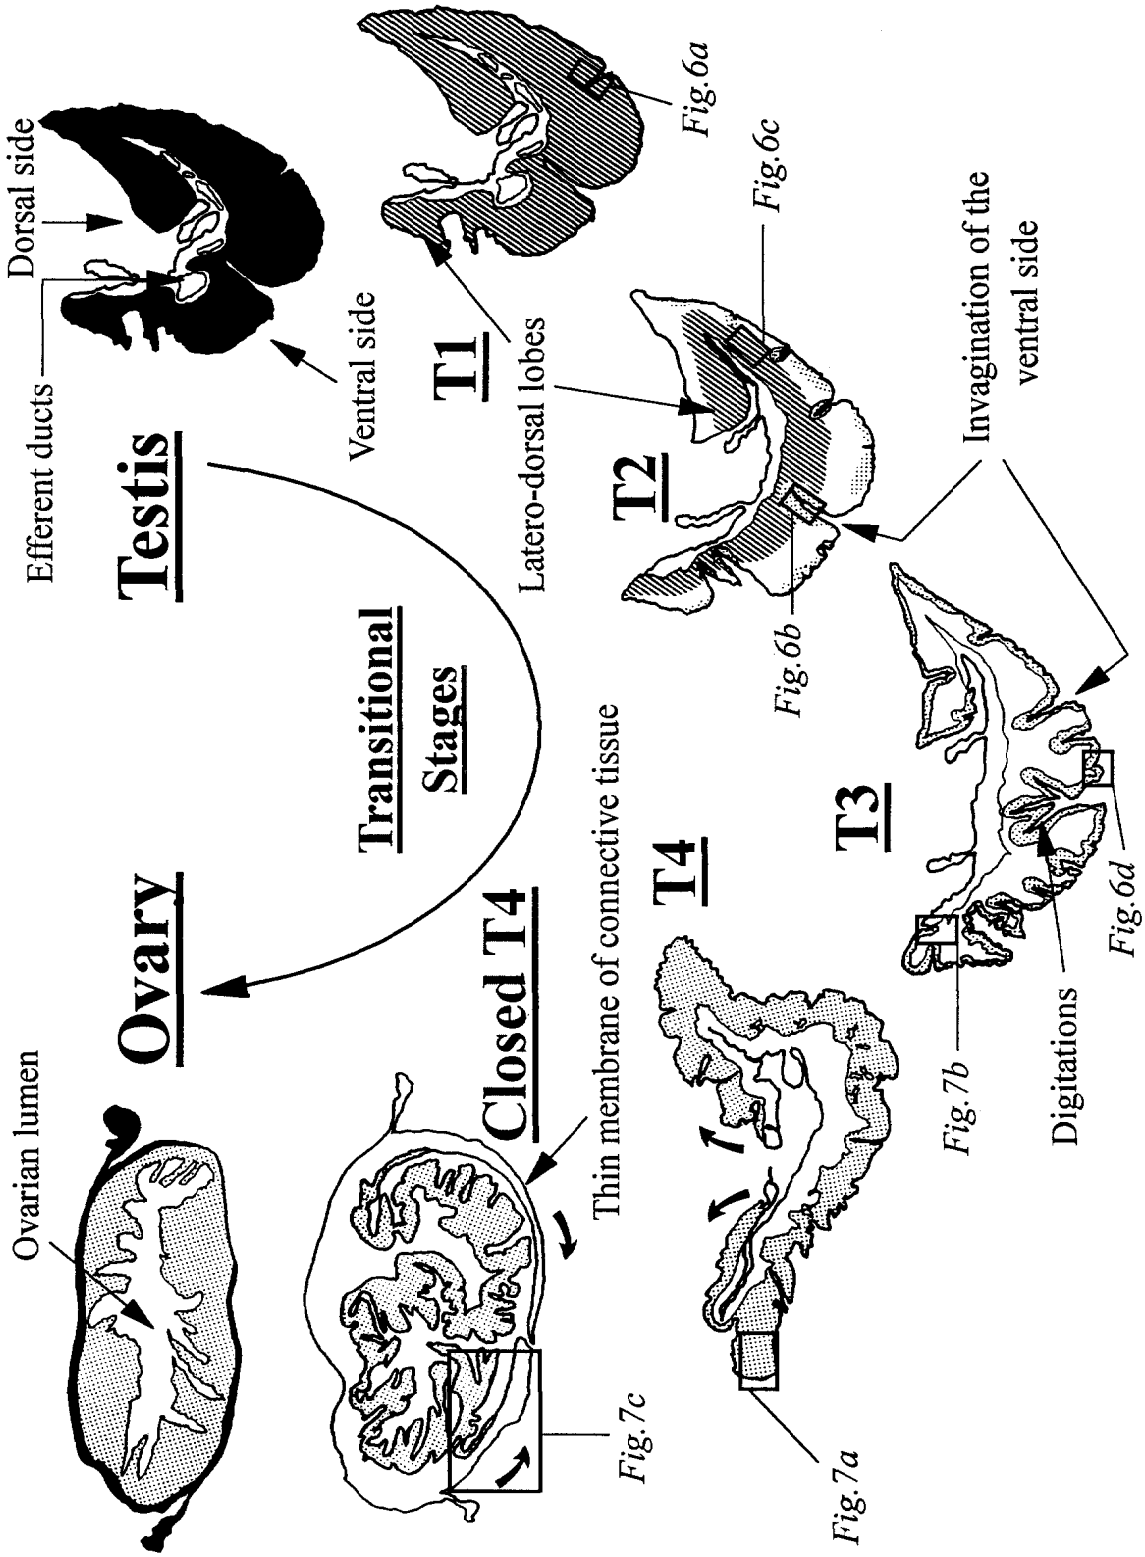 Ovary
Testis
Transitional
Stages
Ovarian lumen
Efferent ducts
Dorsal side
Ventral side
T1
Latero-dorsal lobes
Fig.6a
T2
Fig.6b
Fig.6c
Invagination of the
ventral side
T3
Fig.6d
Digitations
Fig.7b
T4
Fig.7a
Closed T4
Thin membrane of connective tissue
Fig.7c